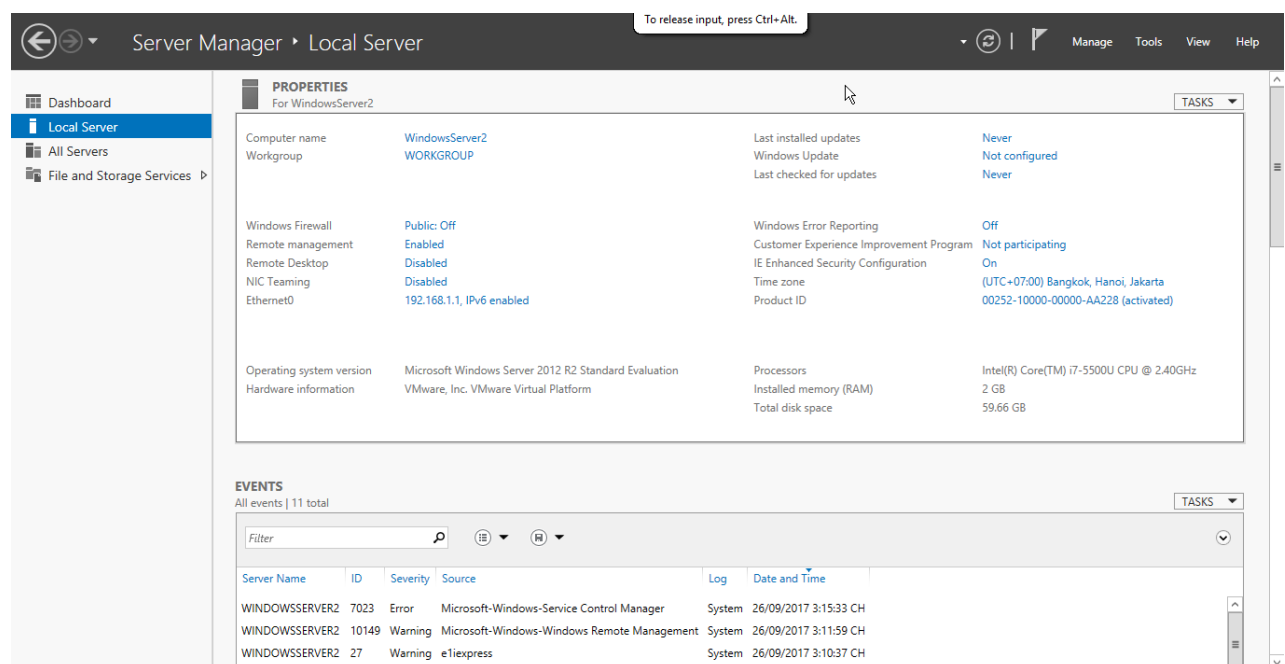 To release input, press Ctrl+Alt.
Server Manager ‣ Local Server
Manage Tools View Help
Dashboard
Local Server
All Servers
File and Storage Services
PROPERTIES
For WindowsServer2
TASKS
Computer name WindowsServer2 Last installed updates Never
Workgroup WORKGROUP Windows Update Not configured
Last checked for updates Never
Windows Firewall Public: Off Windows Error Reporting Off
Remote management Enabled Customer Experience Improvement Program Not participating
Remote Desktop Disabled IE Enhanced Security Configuration On
NIC Teaming Disabled Time zone (UTC+07:00) Bangkok, Hanoi, Jakarta
Ethernet0 192.168.1.1, IPv6 enabled Product ID 00252-10000-00000-AA228 (activated)
Operating system version Microsoft Windows Server 2012 R2 Standard Evaluation Processors Intel(R) Core(TM) i7-5500U CPU @ 2.40GHz
Hardware information VMware, Inc. VMware Virtual Platform Installed memory (RAM) 2 GB
Total disk space 59.66 GB
EVENTS
All events | 11 total
TASKS
Filter
Server Name ID Severity Source Log Date and Time
WINDOWSSERVER2 7023 Error Microsoft-Windows-Service Control Manager System 26/09/2017 3:15:33 CH
WINDOWSSERVER2 10149 Warning Microsoft-Windows-Windows Remote Management System 26/09/2017 3:11:59 CH
WINDOWSSERVER2 27 Warning e1iexpress System 26/09/2017 3:10:37 CH